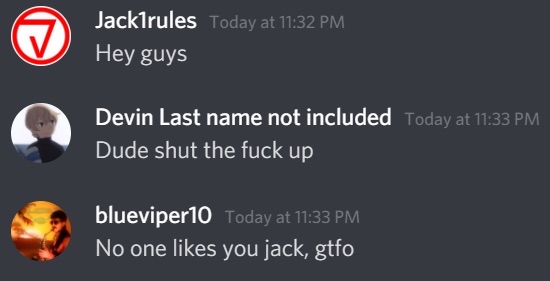 Jack1rules Today at 11:32 PM
Hey guys
Devin Last name not included Today at 11:33 PM
Dude shut the fuck up
blueviper10 Today at 11:33 PM
No one likes you jack, gtfo